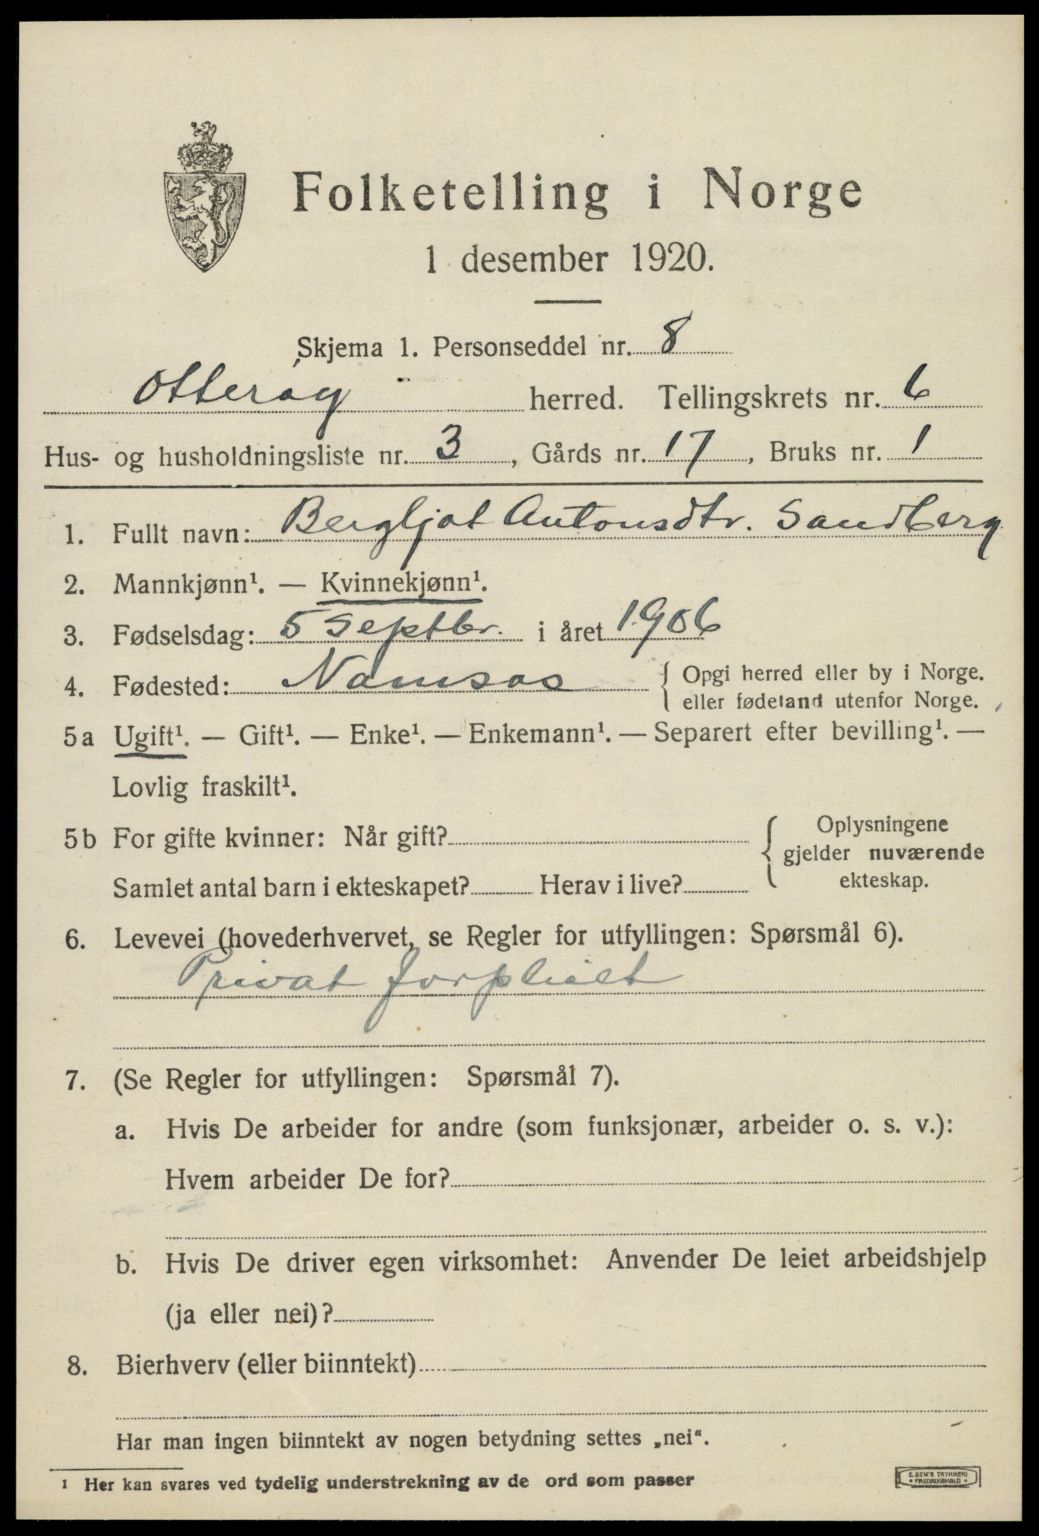 Folketelling i Norge
1 desember 1920.
Skjema 1. Personseddel nr. 8
Otterøy herred. Tellingskrets nr. 6
Hus- og husholdningsliste nr. 3, Gårds nr. 17, Bruks nr. 1
1. Fullt navn: Bergljot Antonsdtr. Sandberg
2. Mannkjønn¹. — Kvinnekjønn¹.
3. Fødselsdag: 5 Septbr. i året 1906
4. Fødested: Namsos { Opgi herred eller by i Norge.
eller fødeland utenfor Norge.
5a Ugift¹. — Gift¹. — Enke¹. — Enkemann¹. — Separert efter bevilling¹. —
Lovlig fraskilt¹.
5b For gifte kvinner: Når gift? { Oplysningene
gjelder nuværende
Samlet antal barn i ekteskapet? Herav i live? ekteskap.
6. Levevei (hovederhvervet, se Regler for utfyllingen: Spørsmål 6).
Privat forpleiet
7. (Se Regler for utfyllingen: Spørsmål 7).
a. Hvis De arbeider for andre (som funksjonær, arbeider o. s. v.):
Hvem arbeider De for?
b. Hvis De driver egen virksomhet: Anvender De leiet arbeidshjelp
(ja eller nei)?
8. Bierhverv (eller biinntekt)
Har man ingen biinntekt av nogen betydning settes „nei“.
¹ Her kan svares ved tydelig understrekning av de ord som passer
E. SEM'S TRYKKERI
• FREDRIKSHALD •